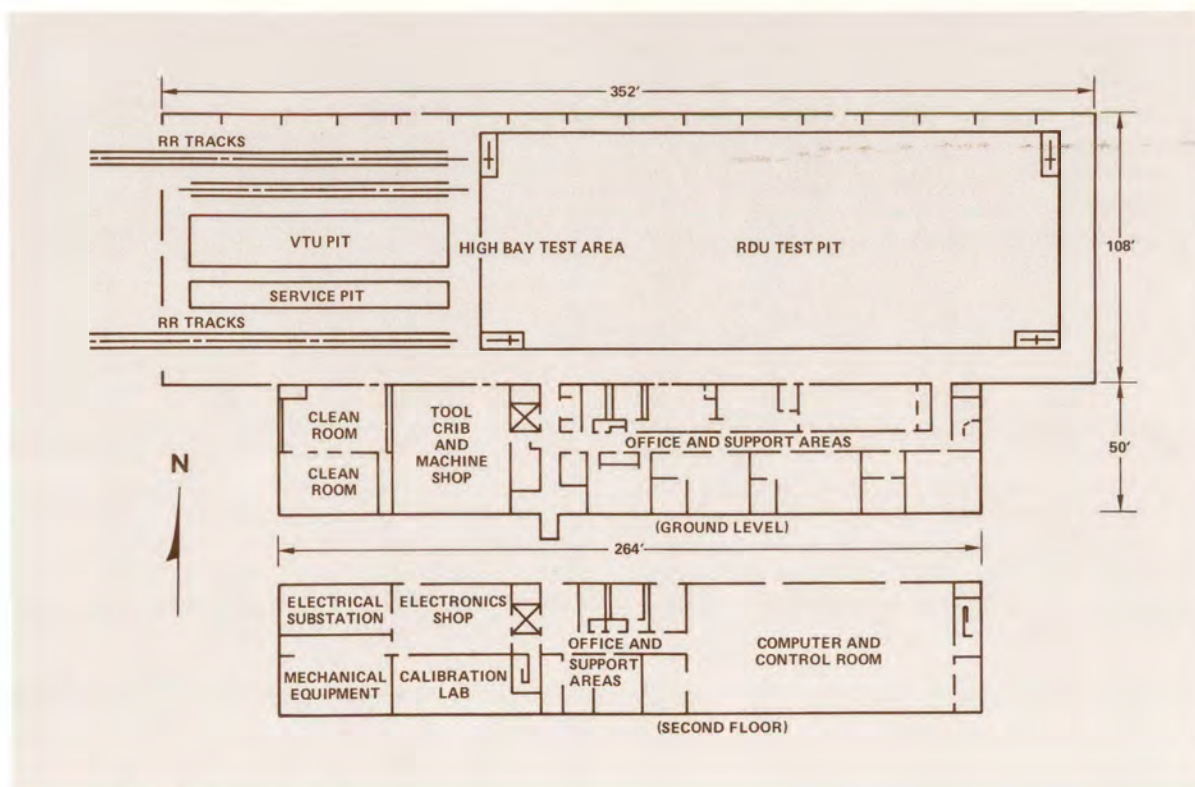 352'
RR TRACKS
VTU PIT
HIGH BAY TEST AREA
RDU TEST PIT
108'
SERVICE PIT
RR TRACKS
CLEAN
ROOM
TOOL
CRIB
AND
MACHINE
SHOP
OFFICE AND SUPPORT AREAS
50'
N
CLEAN
ROOM
(GROUND LEVEL)
264'
ELECTRICAL
SUBSTATION
ELECTRONICS
SHOP
OFFICE AND
SUPPORT
AREAS
COMPUTER AND
CONTROL ROOM
MECHANICAL
EQUIPMENT
CALIBRATION
LAB
(SECOND FLOOR)